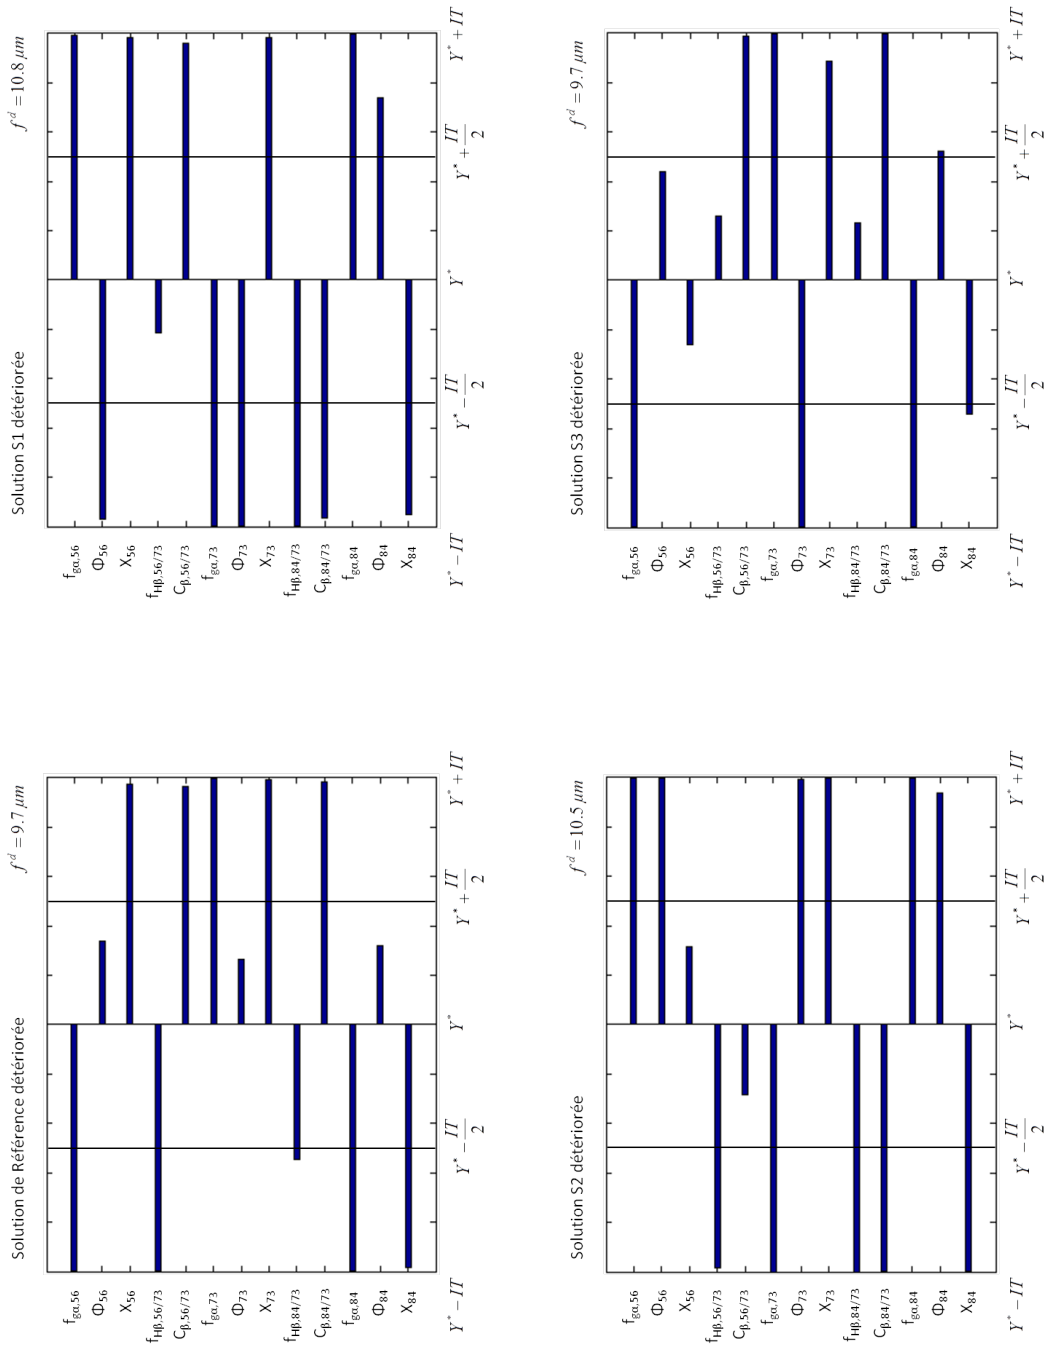 Solution de Référence détériorée
f^d = 9.7 μm
f_gα,56
Φ_56
X_56
f_Hβ,56/73
C_β,56/73
f_gα,73
Φ_73
X_73
f_Hβ,84/73
C_β,84/73
f_gα,84
Φ_84
X_84
Y* − IT
Y* − IT/2
Y*
Y* + IT/2
Y* + IT
Solution S1 détériorée
f^d = 10.8 μm
f_gα,56
Φ_56
X_56
f_Hβ,56/73
C_β,56/73
f_gα,73
Φ_73
X_73
f_Hβ,84/73
C_β,84/73
f_gα,84
Φ_84
X_84
Y* − IT
Y* − IT/2
Y*
Y* + IT/2
Y* + IT
Solution S2 détériorée
f^d = 10.5 μm
f_gα,56
Φ_56
X_56
f_Hβ,56/73
C_β,56/73
f_gα,73
Φ_73
X_73
f_Hβ,84/73
C_β,84/73
f_gα,84
Φ_84
X_84
Y* − IT
Y* − IT/2
Y*
Y* + IT/2
Y* + IT
Solution S3 détériorée
f^d = 9.7 μm
f_gα,56
Φ_56
X_56
f_Hβ,56/73
C_β,56/73
f_gα,73
Φ_73
X_73
f_Hβ,84/73
C_β,84/73
f_gα,84
Φ_84
X_84
Y* − IT
Y* − IT/2
Y*
Y* + IT/2
Y* + IT